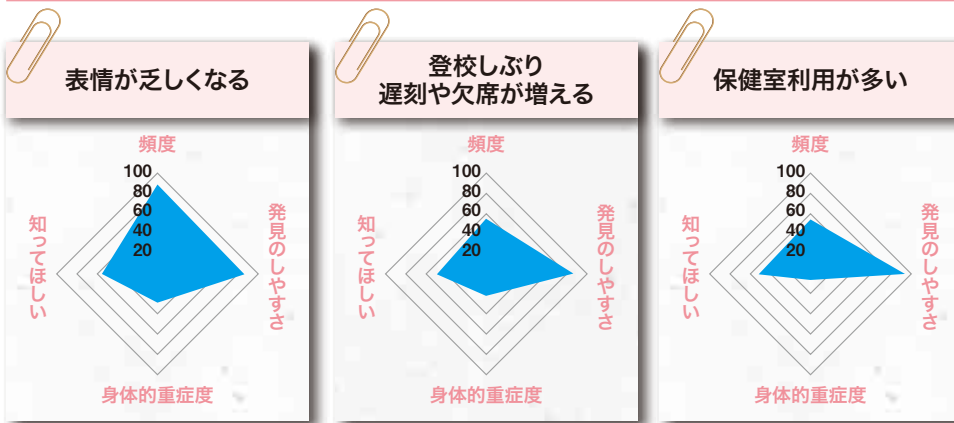 表情が乏しくなる
頻度
100
80
60
40
20
知ってほしい
発見のしやすさ
身体的重症度
登校しぶり
遅刻や欠席が増える
頻度
100
80
60
40
20
知ってほしい
発見のしやすさ
身体的重症度
保健室利用が多い
頻度
100
80
60
40
20
知ってほしい
発見のしやすさ
身体的重症度